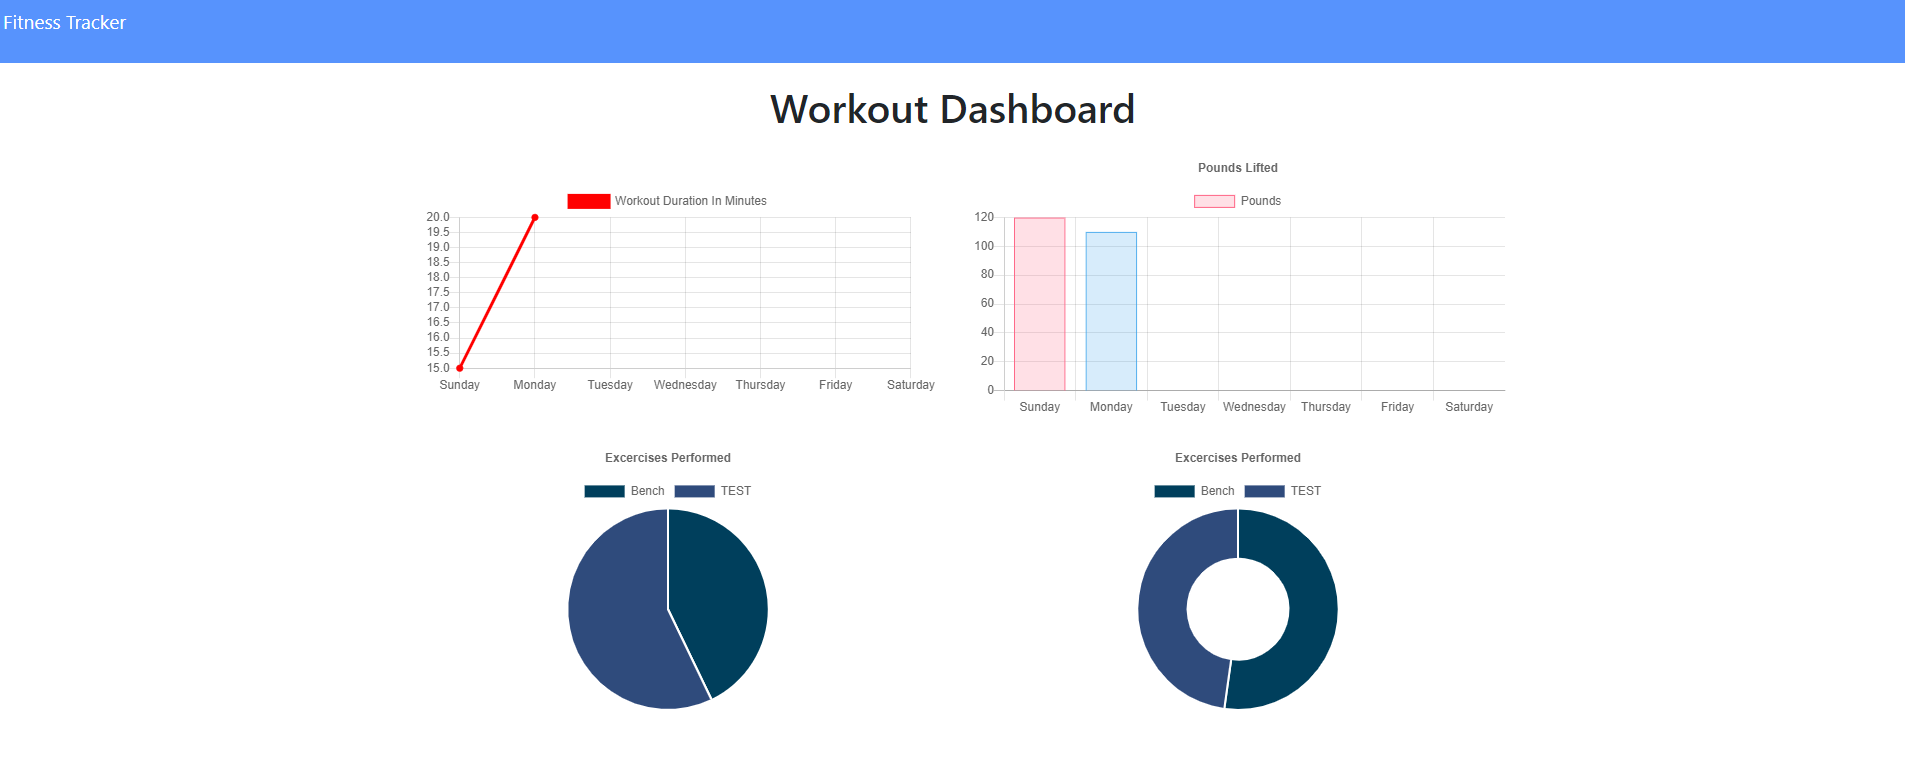 Fitness Tracker
Workout Dashboard
Workout Duration In Minutes
20.0
19.5
19.0
18.5
18.0
17.5
17.0
16.5
16.0
15.5
15.0
Sunday Monday Tuesday Wednesday Thursday Friday Saturday
Pounds Lifted
Pounds
120
100
80
60
40
20
0
Sunday Monday Tuesday Wednesday Thursday Friday Saturday
Excercises Performed
Bench TEST
Excercises Performed
Bench TEST